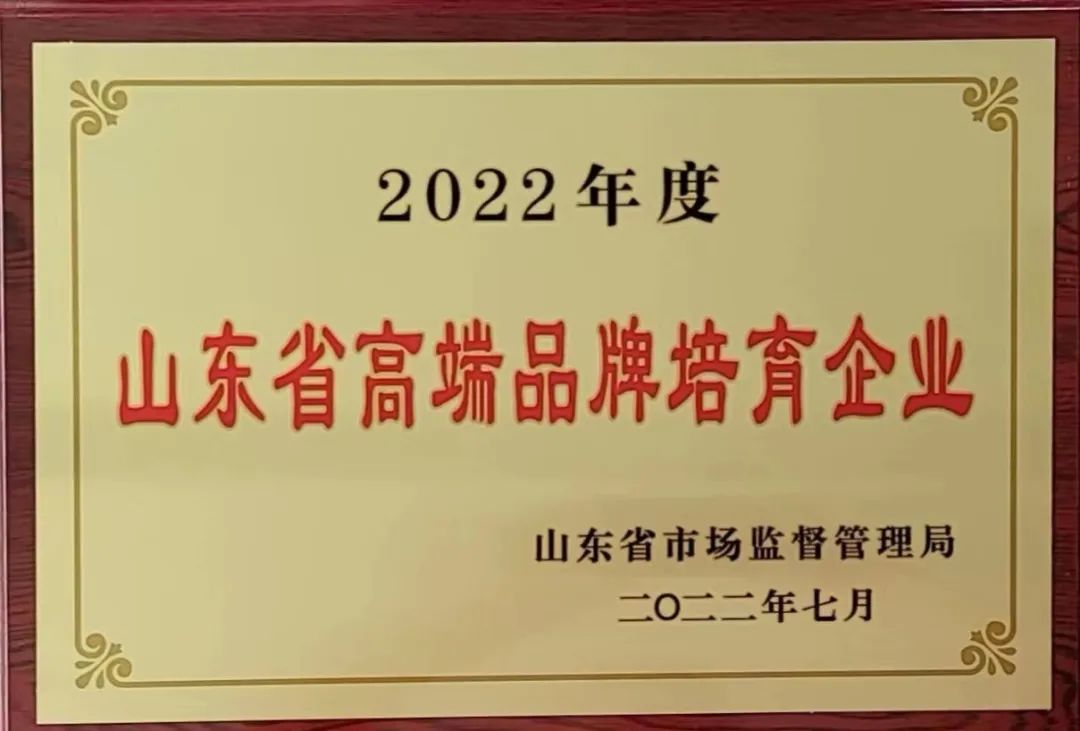 2022年度
山东省高端品牌培育企业
山东省市场监督管理局
二〇二二年七月